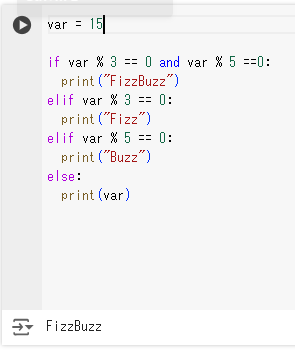 var = 15
if var % 3 == 0 and var % 5 ==0:
  print("FizzBuzz")
elif var % 3 == 0:
  print("Fizz")
elif var % 5 == 0:
  print("Buzz")
else:
  print(var)
FizzBuzz